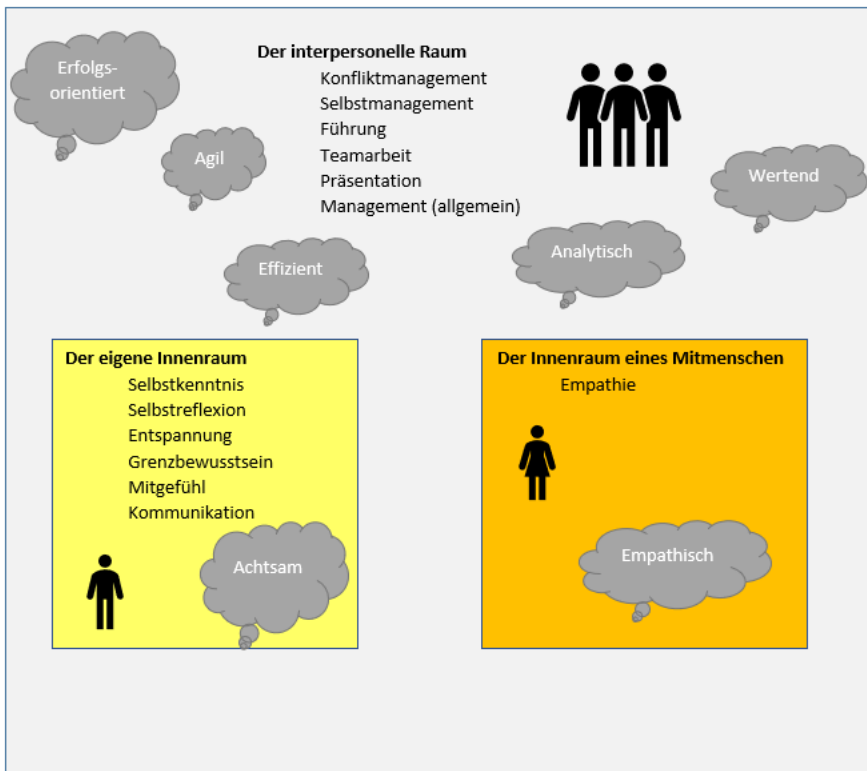 Der interpersonelle Raum
Konfliktmanagement
Selbstmanagement
Führung
Teamarbeit
Präsentation
Management (allgemein)
Erfolgs-
orientiert
Agil
Wertend
Analytisch
Effizient
Der eigene Innenraum
Selbstkenntnis
Selbstreflexion
Entspannung
Grenzbewusstsein
Mitgefühl
Kommunikation
Achtsam
Der Innenraum eines Mitmenschen
Empathie
Empathisch